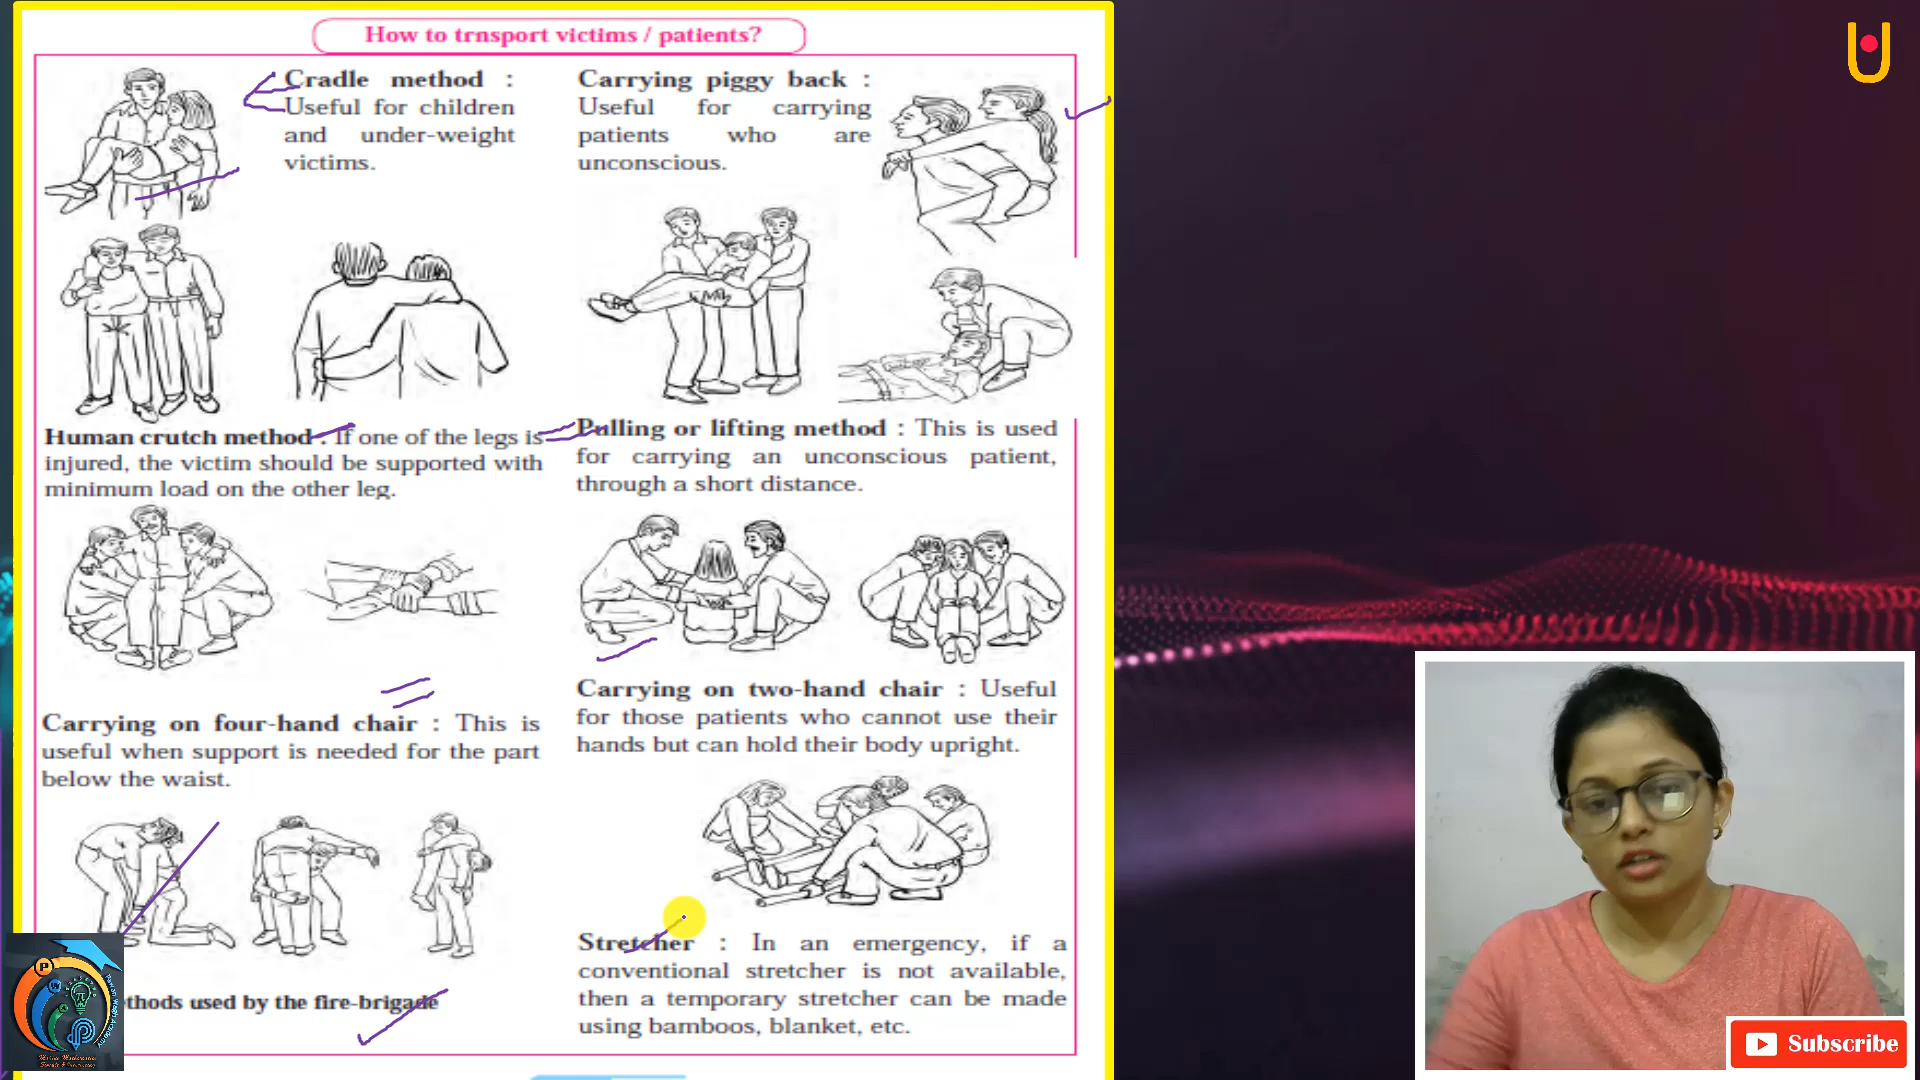 How to trnsport victims / patients?
Cradle method :
Useful for children
and under-weight
victims.
Carrying piggy back :
Useful for carrying
patients who are
unconscious.
Human crutch method : If one of the legs is
injured, the victim should be supported with
minimum load on the other leg.
Pulling or lifting method : This is used
for carrying an unconscious patient,
through a short distance.
Carrying on four-hand chair : This is
useful when support is needed for the part
below the waist.
Carrying on two-hand chair : Useful
for those patients who cannot use their
hands but can hold their body upright.
thods used by the fire-brigade
Stretcher : In an emergency, if a
conventional stretcher is not available,
then a temporary stretcher can be made
using bamboos, blanket, etc.
Subscribe